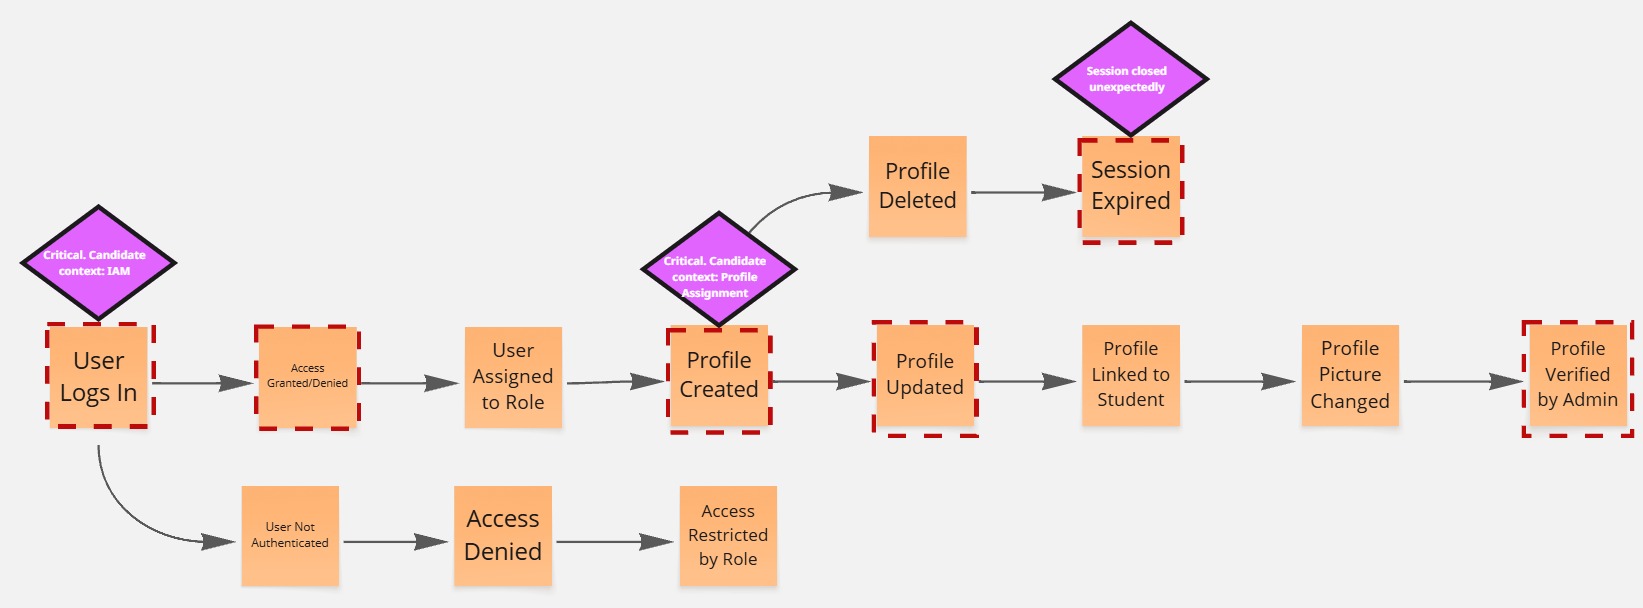 Session closed
unexpectedly
Profile
Deleted
Session
Expired
Critical. Candidate
context: IAM
Critical. Candidate
context: Profile
Assignment
User
Logs In
Access
Granted/Denied
User
Assigned
to Role
Profile
Created
Profile
Updated
Profile
Linked to
Student
Profile
Picture
Changed
Profile
Verified
by Admin
User Not
Authenticated
Access
Denied
Access
Restricted
by Role